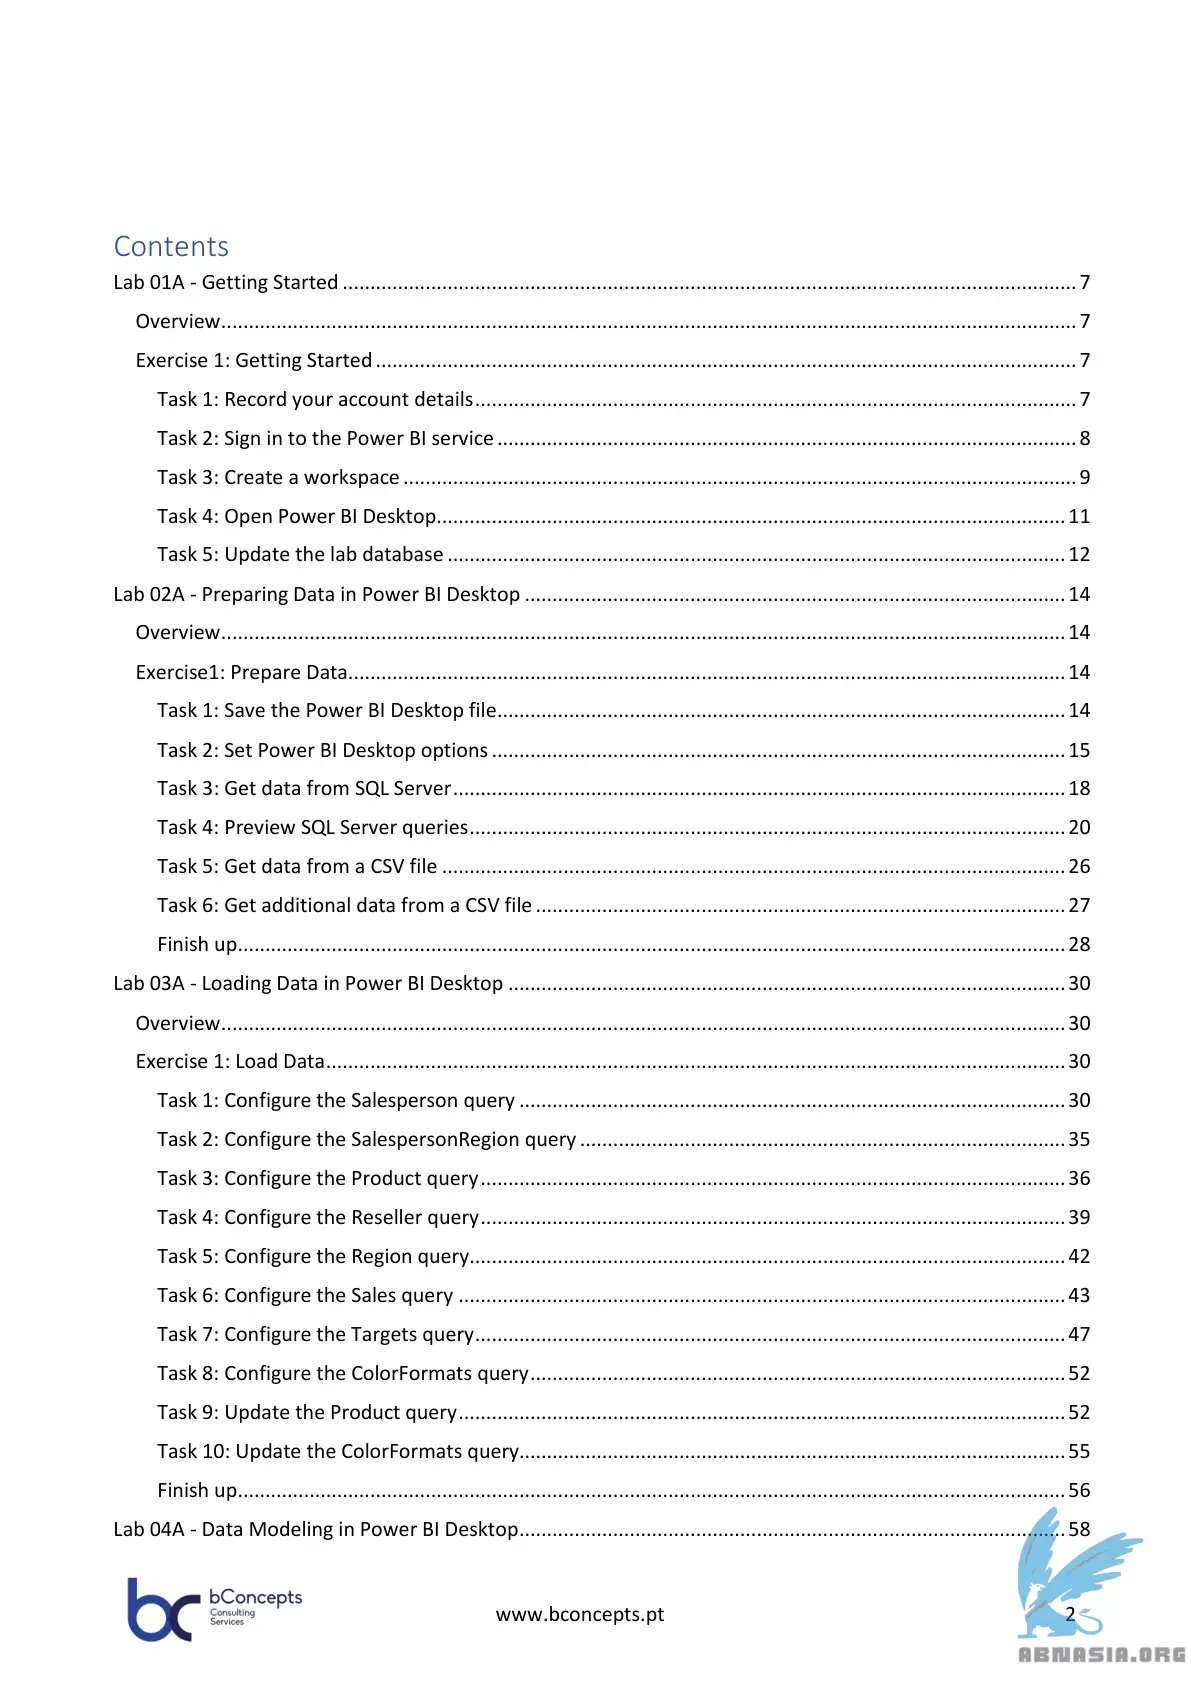 Contents
Lab 01A - Getting Started ........ 7
Overview ........ 7
Exercise 1: Getting Started ........ 7
Task 1: Record your account details ........ 7
Task 2: Sign in to the Power BI service ........ 8
Task 3: Create a workspace ........ 9
Task 4: Open Power BI Desktop ........ 11
Task 5: Update the lab database ........ 12
Lab 02A - Preparing Data in Power BI Desktop ........ 14
Overview ........ 14
Exercise1: Prepare Data ........ 14
Task 1: Save the Power BI Desktop file ........ 14
Task 2: Set Power BI Desktop options ........ 15
Task 3: Get data from SQL Server ........ 18
Task 4: Preview SQL Server queries ........ 20
Task 5: Get data from a CSV file ........ 26
Task 6: Get additional data from a CSV file ........ 27
Finish up ........ 28
Lab 03A - Loading Data in Power BI Desktop ........ 30
Overview ........ 30
Exercise 1: Load Data ........ 30
Task 1: Configure the Salesperson query ........ 30
Task 2: Configure the SalespersonRegion query ........ 35
Task 3: Configure the Product query ........ 36
Task 4: Configure the Reseller query ........ 39
Task 5: Configure the Region query ........ 42
Task 6: Configure the Sales query ........ 43
Task 7: Configure the Targets query ........ 47
Task 8: Configure the ColorFormats query ........ 52
Task 9: Update the Product query ........ 52
Task 10: Update the ColorFormats query ........ 55
Finish up ........ 56
Lab 04A - Data Modeling in Power BI Desktop ........ 58
bc bConcepts
Consulting
Services
www.bconcepts.pt
2
ABNASIA.ORG